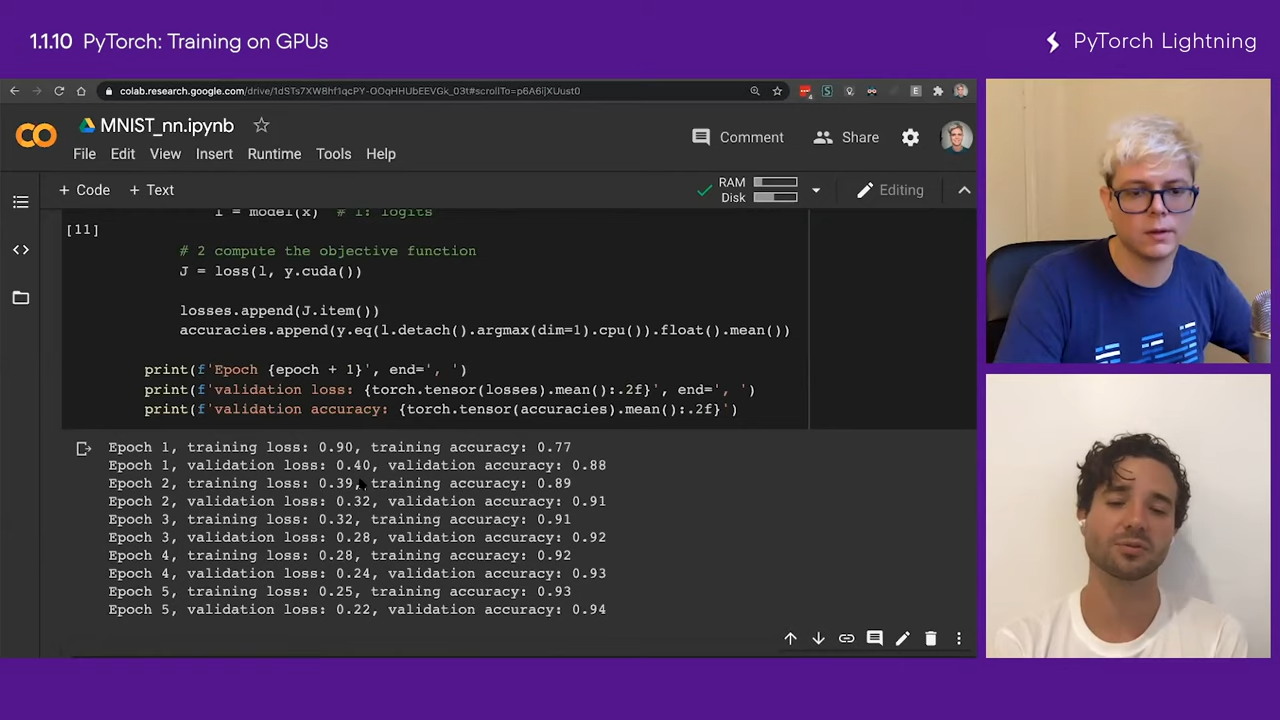 1.1.10 PyTorch: Training on GPUs
PyTorch Lightning
colab.research.google.com/drive/1dSTs7XW8hf1qcPY-OOqHHUbEEVGk_03t#scrollTo=p6A6ijXUust0
CO MNIST_nn.ipynb
Comment
Share
File Edit View Insert Runtime Tools Help
+ Code + Text
RAM
Disk
Editing
l = model(x) # l: logits
[11]
# 2 compute the objective function
J = loss(l, y.cuda())
losses.append(J.item())
accuracies.append(y.eq(l.detach().argmax(dim=1).cpu()).float().mean())
print(f'Epoch {epoch + 1}', end=', ')
print(f'validation loss: {torch.tensor(losses).mean():.2f}', end=', ')
print(f'validation accuracy: {torch.tensor(accuracies).mean():.2f}')
Epoch 1, training loss: 0.90, training accuracy: 0.77
Epoch 1, validation loss: 0.40, validation accuracy: 0.88
Epoch 2, training loss: 0.39, training accuracy: 0.89
Epoch 2, validation loss: 0.32, validation accuracy: 0.91
Epoch 3, training loss: 0.32, training accuracy: 0.91
Epoch 3, validation loss: 0.28, validation accuracy: 0.92
Epoch 4, training loss: 0.28, training accuracy: 0.92
Epoch 4, validation loss: 0.24, validation accuracy: 0.93
Epoch 5, training loss: 0.25, training accuracy: 0.93
Epoch 5, validation loss: 0.22, validation accuracy: 0.94